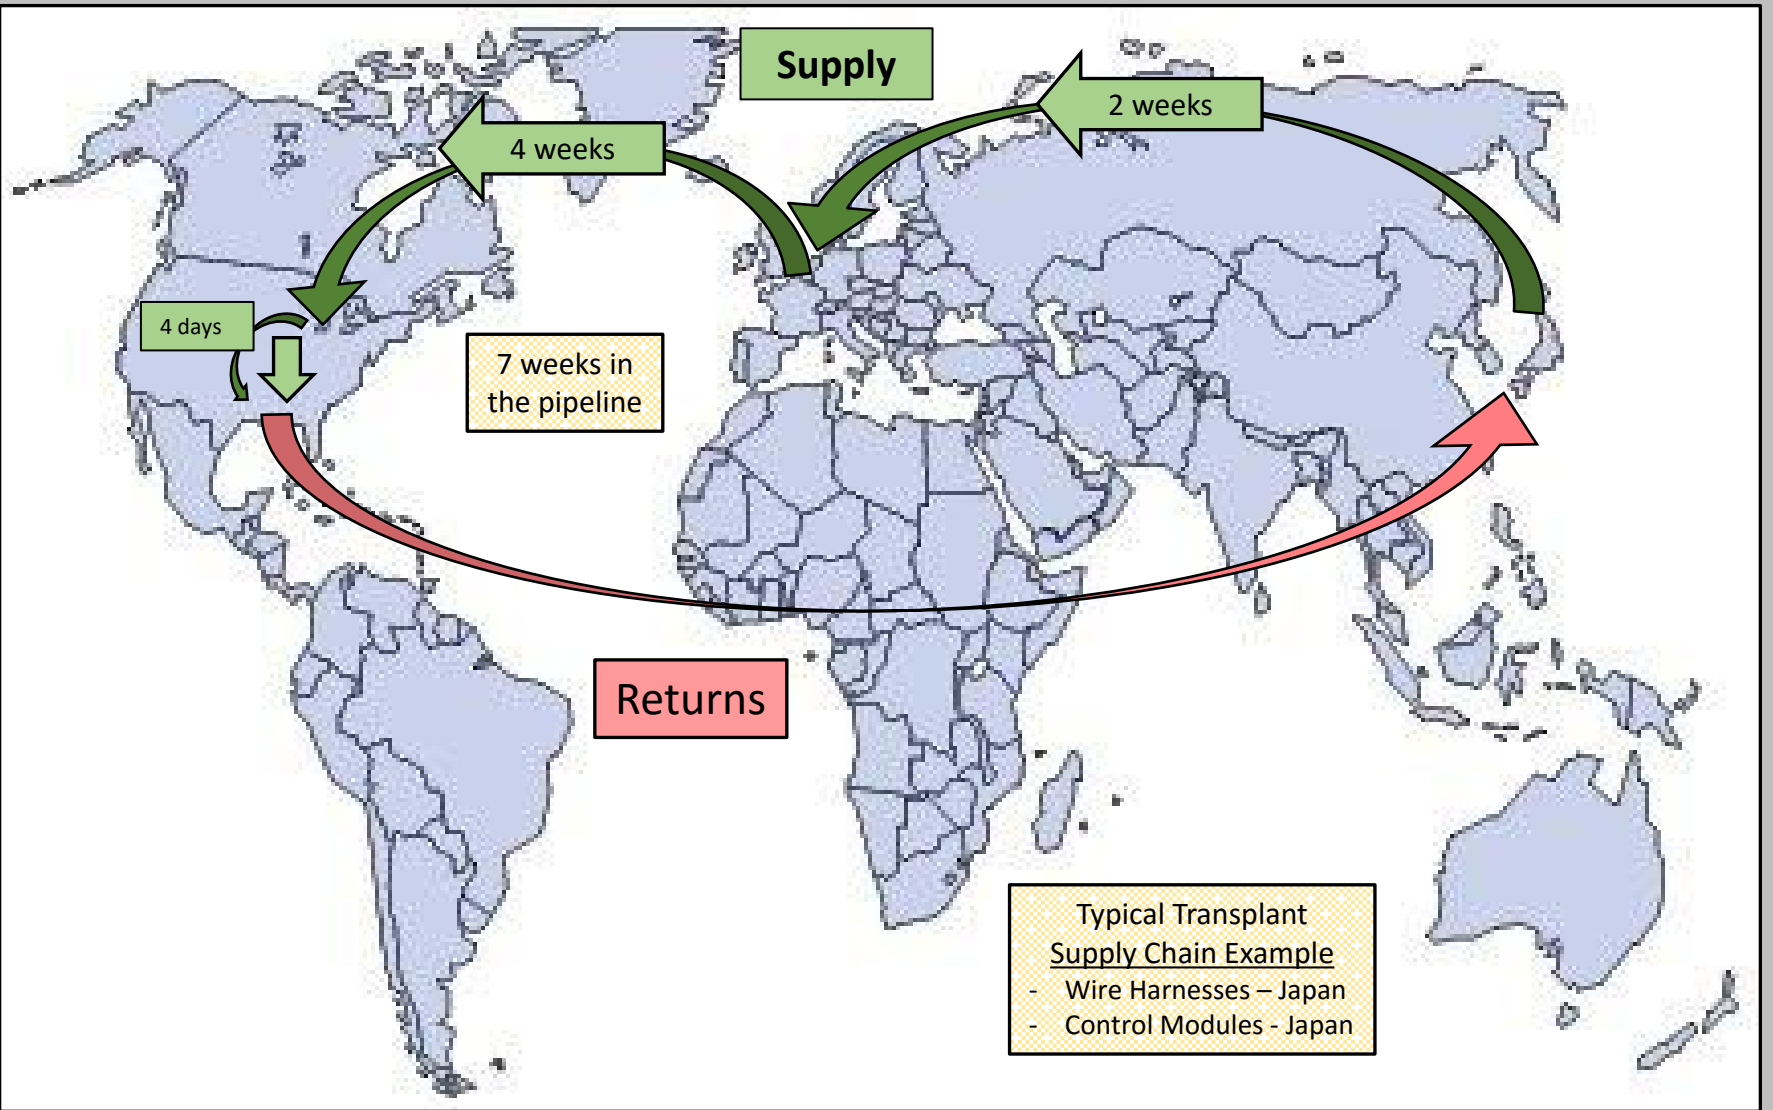 Supply
2 weeks
4 weeks
4 days
7 weeks in
the pipeline
Returns
Typical Transplant
Supply Chain Example
- Wire Harnesses – Japan
- Control Modules - Japan